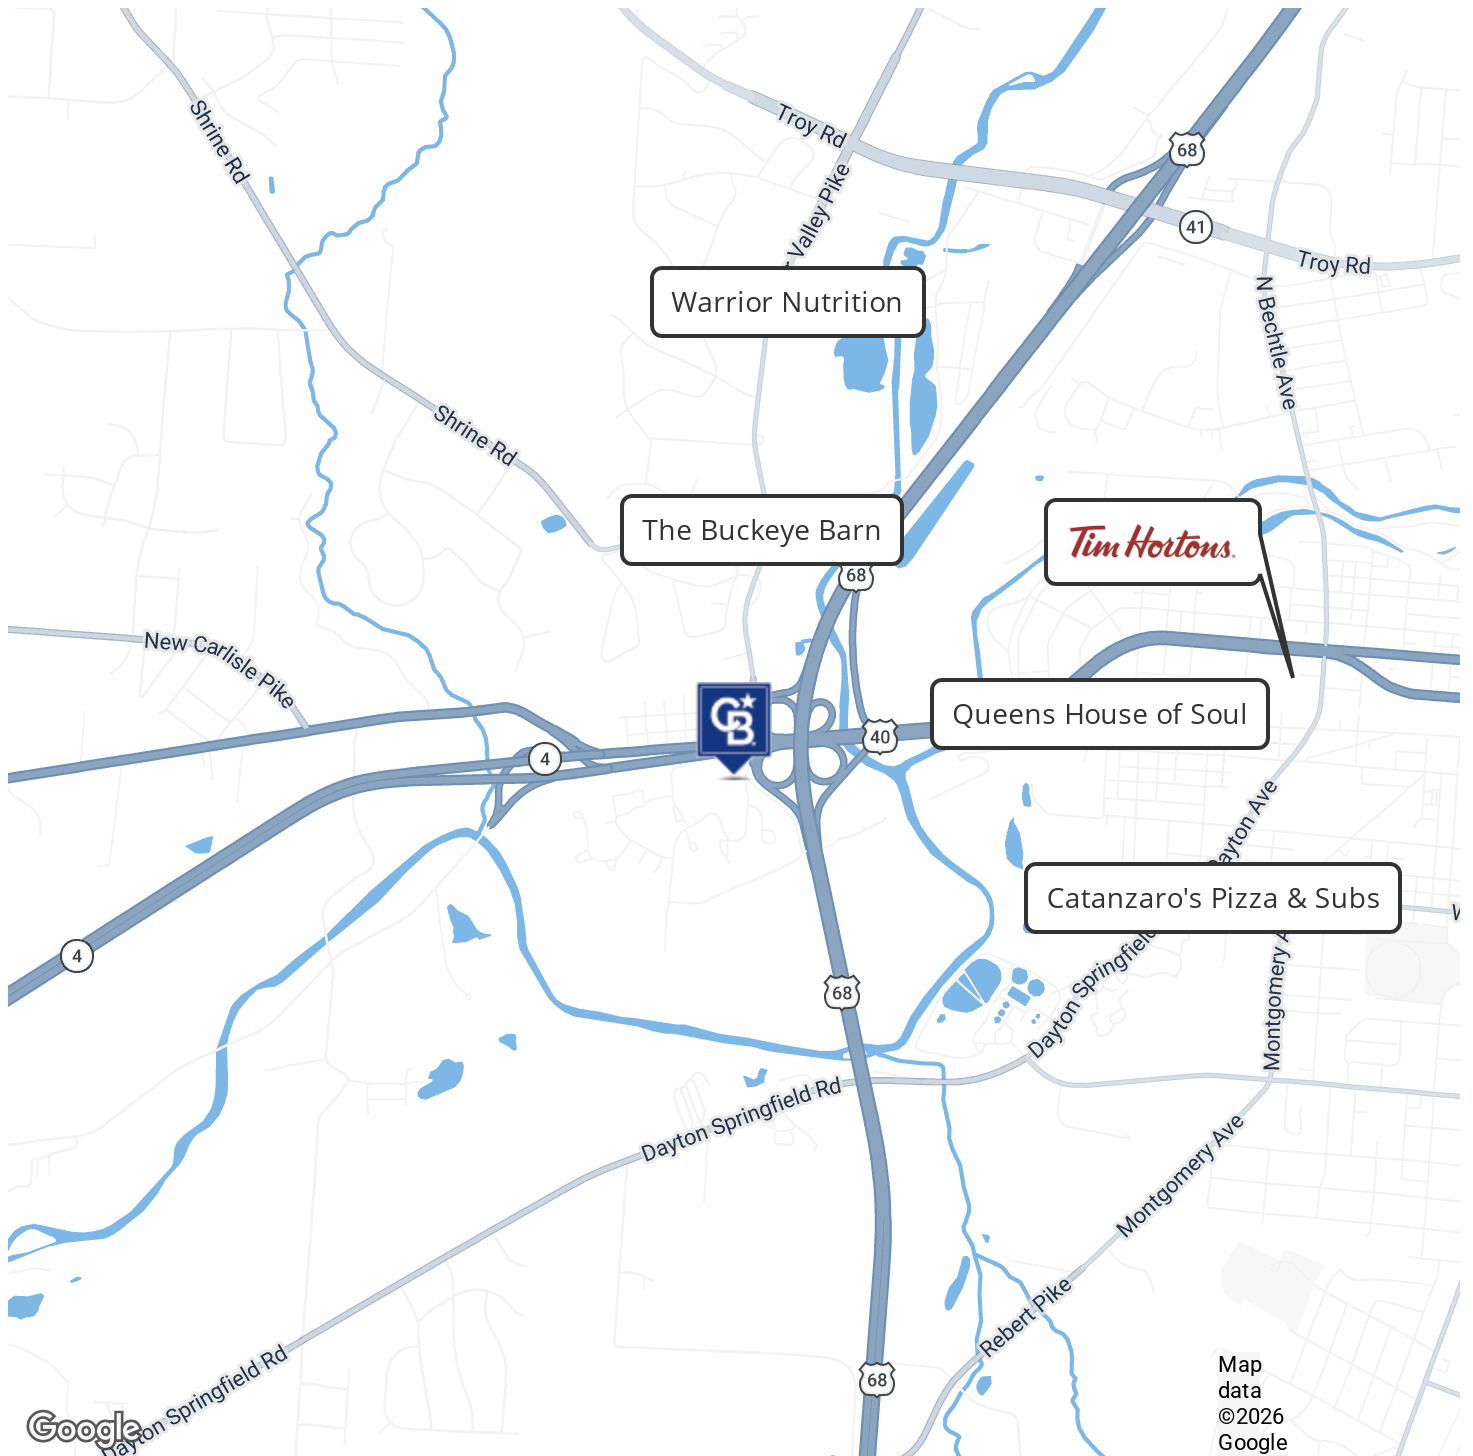 Troy Rd
68
Shrine Rd
Valley Pike
41
Troy Rd
Warrior Nutrition
N Bechtle Ave
Shrine Rd
The Buckeye Barn
Tim Hortons.
68
New Carlisle Pike
CB
Queens House of Soul
40
4
Dayton Ave
Catanzaro's Pizza & Subs
4
68
Dayton Springfield
Montgomery A
Dayton Springfield Rd
Montgomery Ave
Rebert Pike
Dayton Springfield Rd
68
Map
data
©2026
Google
Google